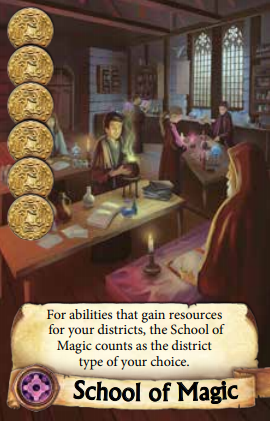 For abilities that gain resources
for your districts, the School of
Magic counts as the district
type of your choice.
School of Magic